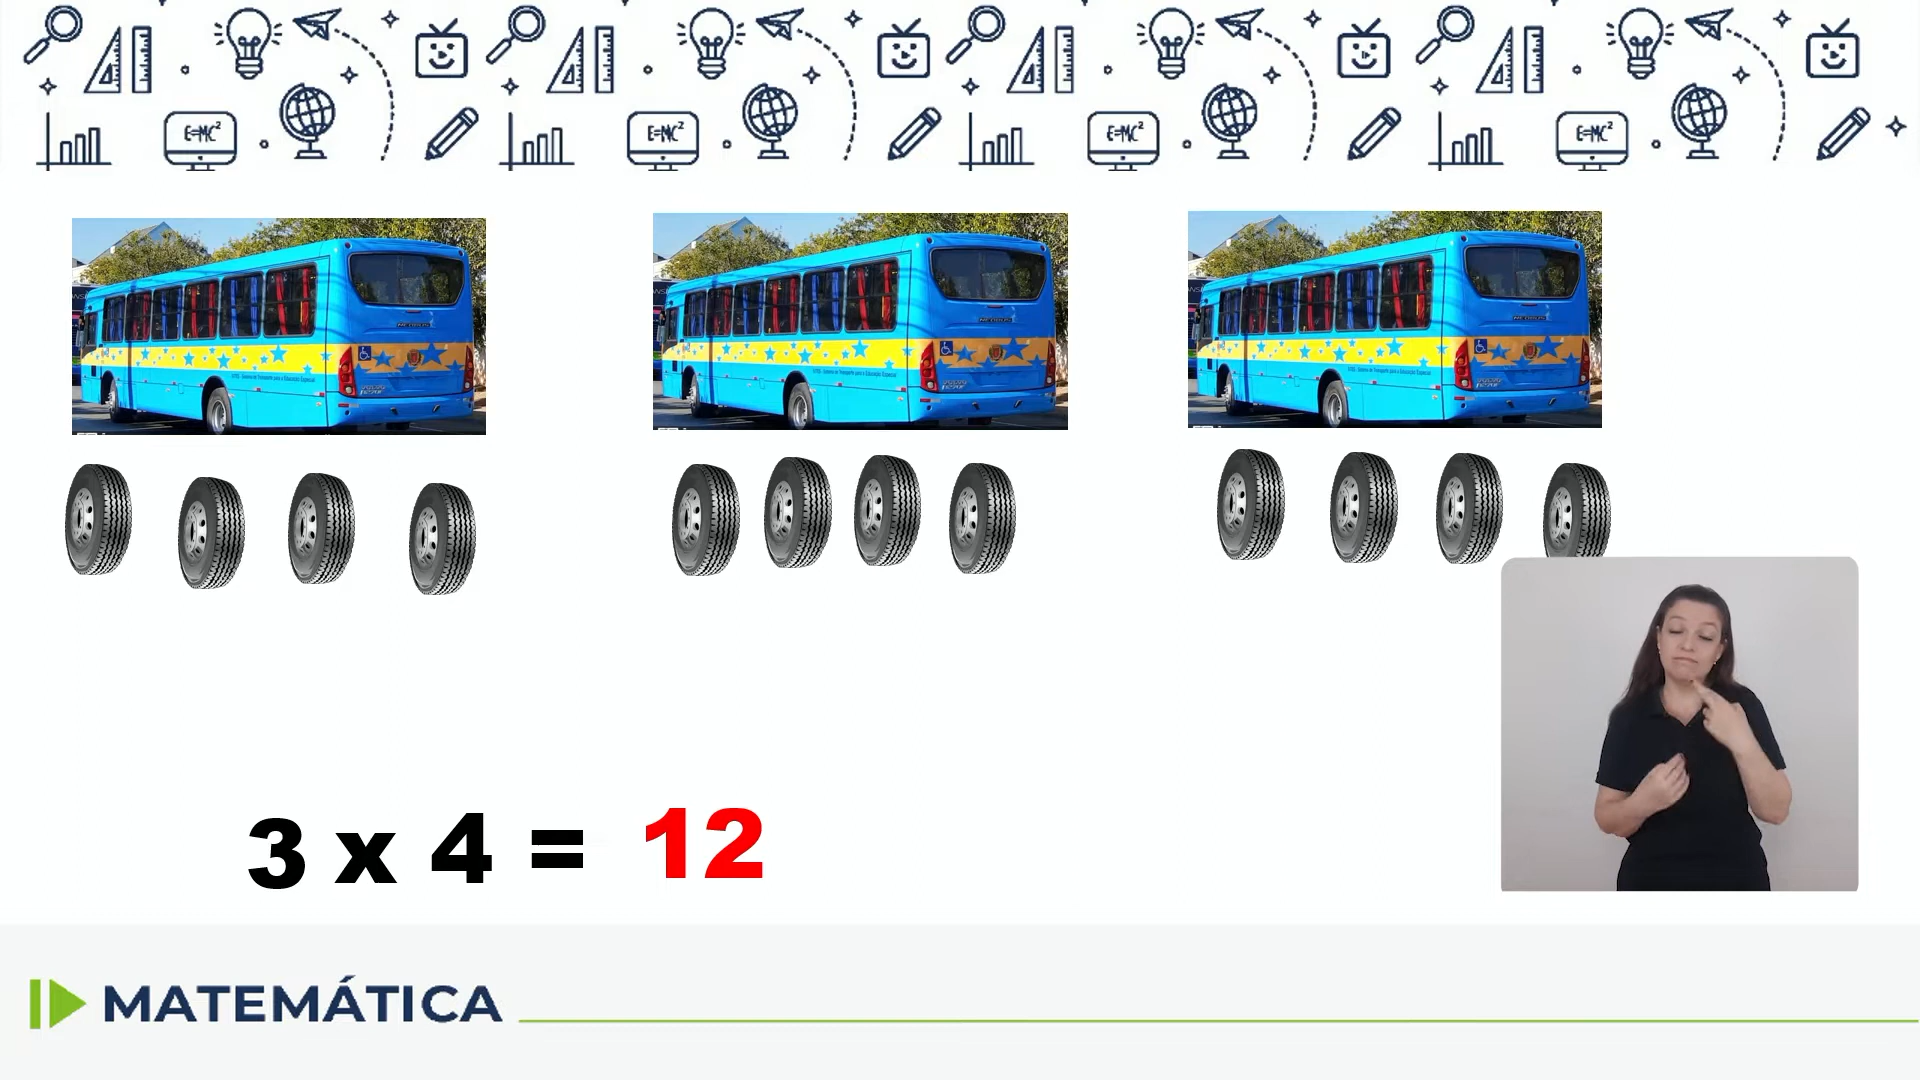 E=MC²
E=MC²
E=MC²
E=MC²
3 x 4 = 12
MATEMÁTICA